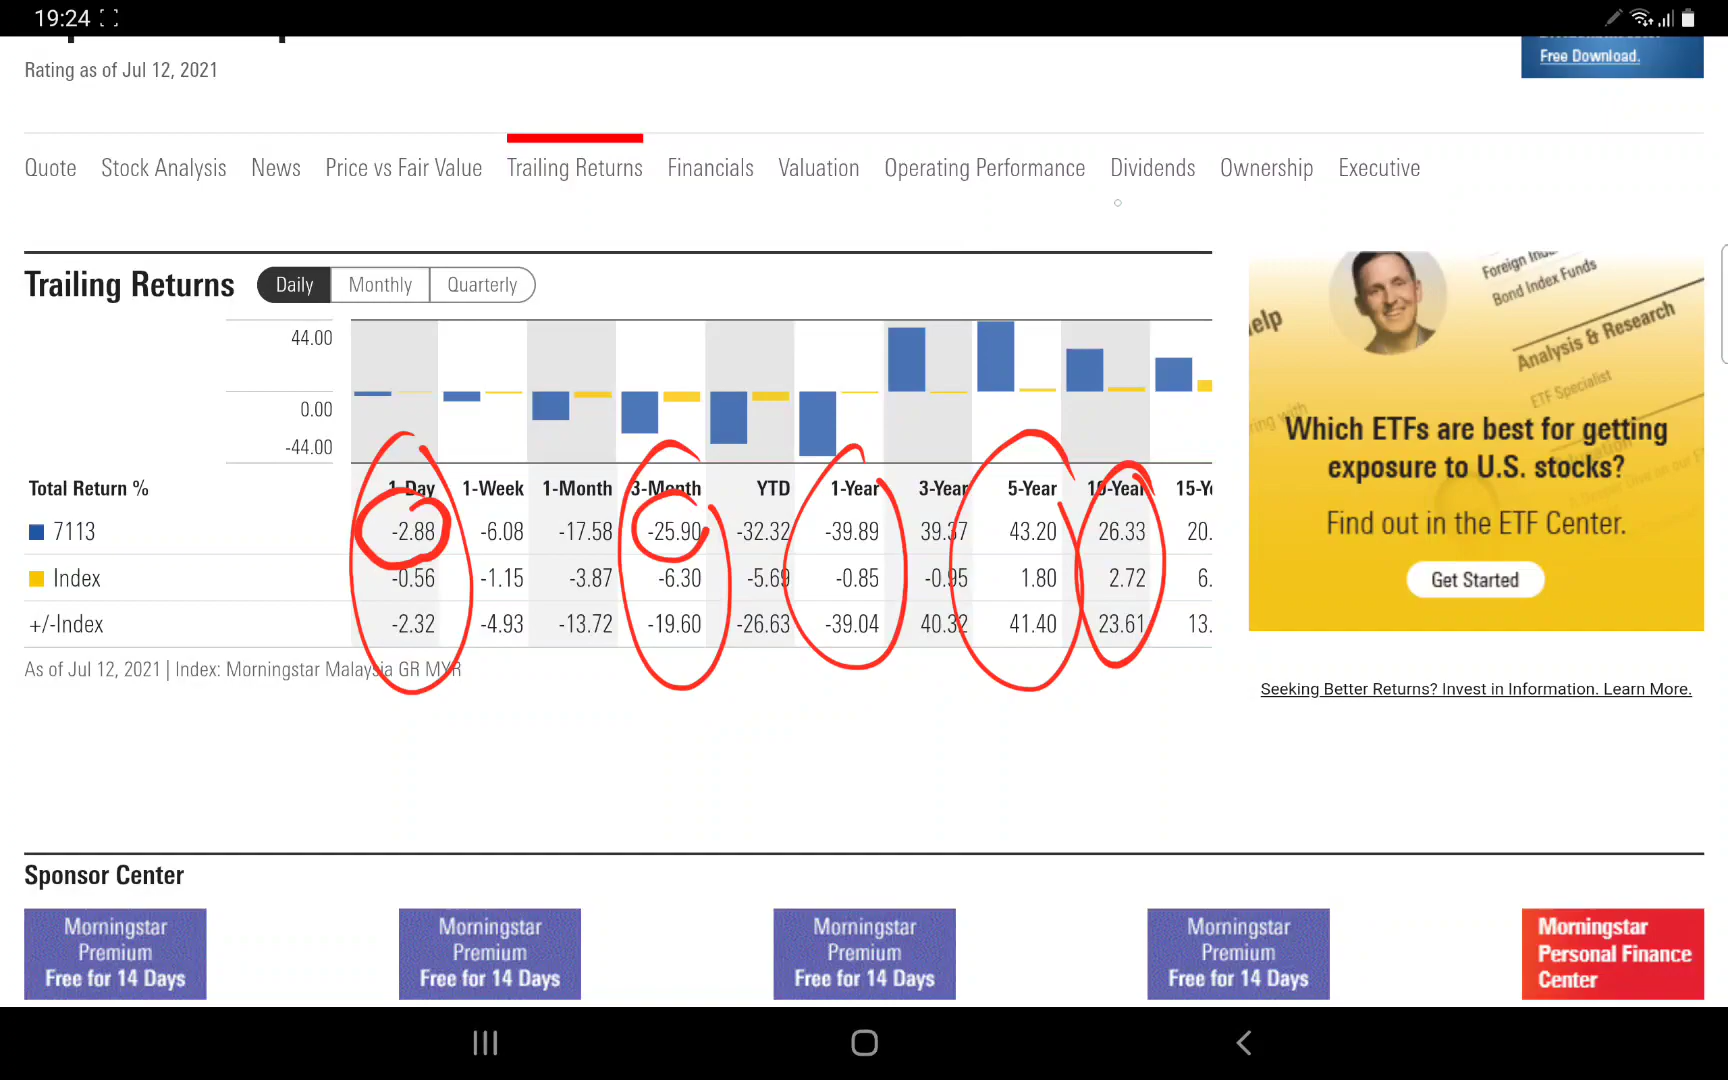 19:24
Rating as of Jul 12, 2021
Free Download.
Quote Stock Analysis News Price vs Fair Value Trailing Returns Financials Valuation Operating Performance Dividends Ownership Executive
Trailing Returns Daily Monthly Quarterly
44.00
0.00
-44.00
Total Return % 1-Day 1-Week 1-Month 3-Month YTD 1-Year 3-Year 5-Year 10-Year 15-Y
7113 -2.88 -6.08 -17.58 -25.90 -32.32 -39.89 39.37 43.20 26.33 20.
Index -0.56 -1.15 -3.87 -6.30 -5.69 -0.85 -0.95 1.80 2.72 6.
+/-Index -2.32 -4.93 -13.72 -19.60 -26.63 -39.04 40.32 41.40 23.61 13.
As of Jul 12, 2021 | Index: Morningstar Malaysia GR MYR
Foreign
Bond Index Funds
elp
Analysis & Research
ETF Specialist
ring with
Which ETFs are best for getting
exposure to U.S. stocks?
Find out in the ETF Center.
Get Started
Seeking Better Returns? Invest in Information. Learn More.
Sponsor Center
Morningstar
Premium
Free for 14 Days
Morningstar
Premium
Free for 14 Days
Morningstar
Premium
Free for 14 Days
Morningstar
Premium
Free for 14 Days
Morningstar
Personal Finance
Center